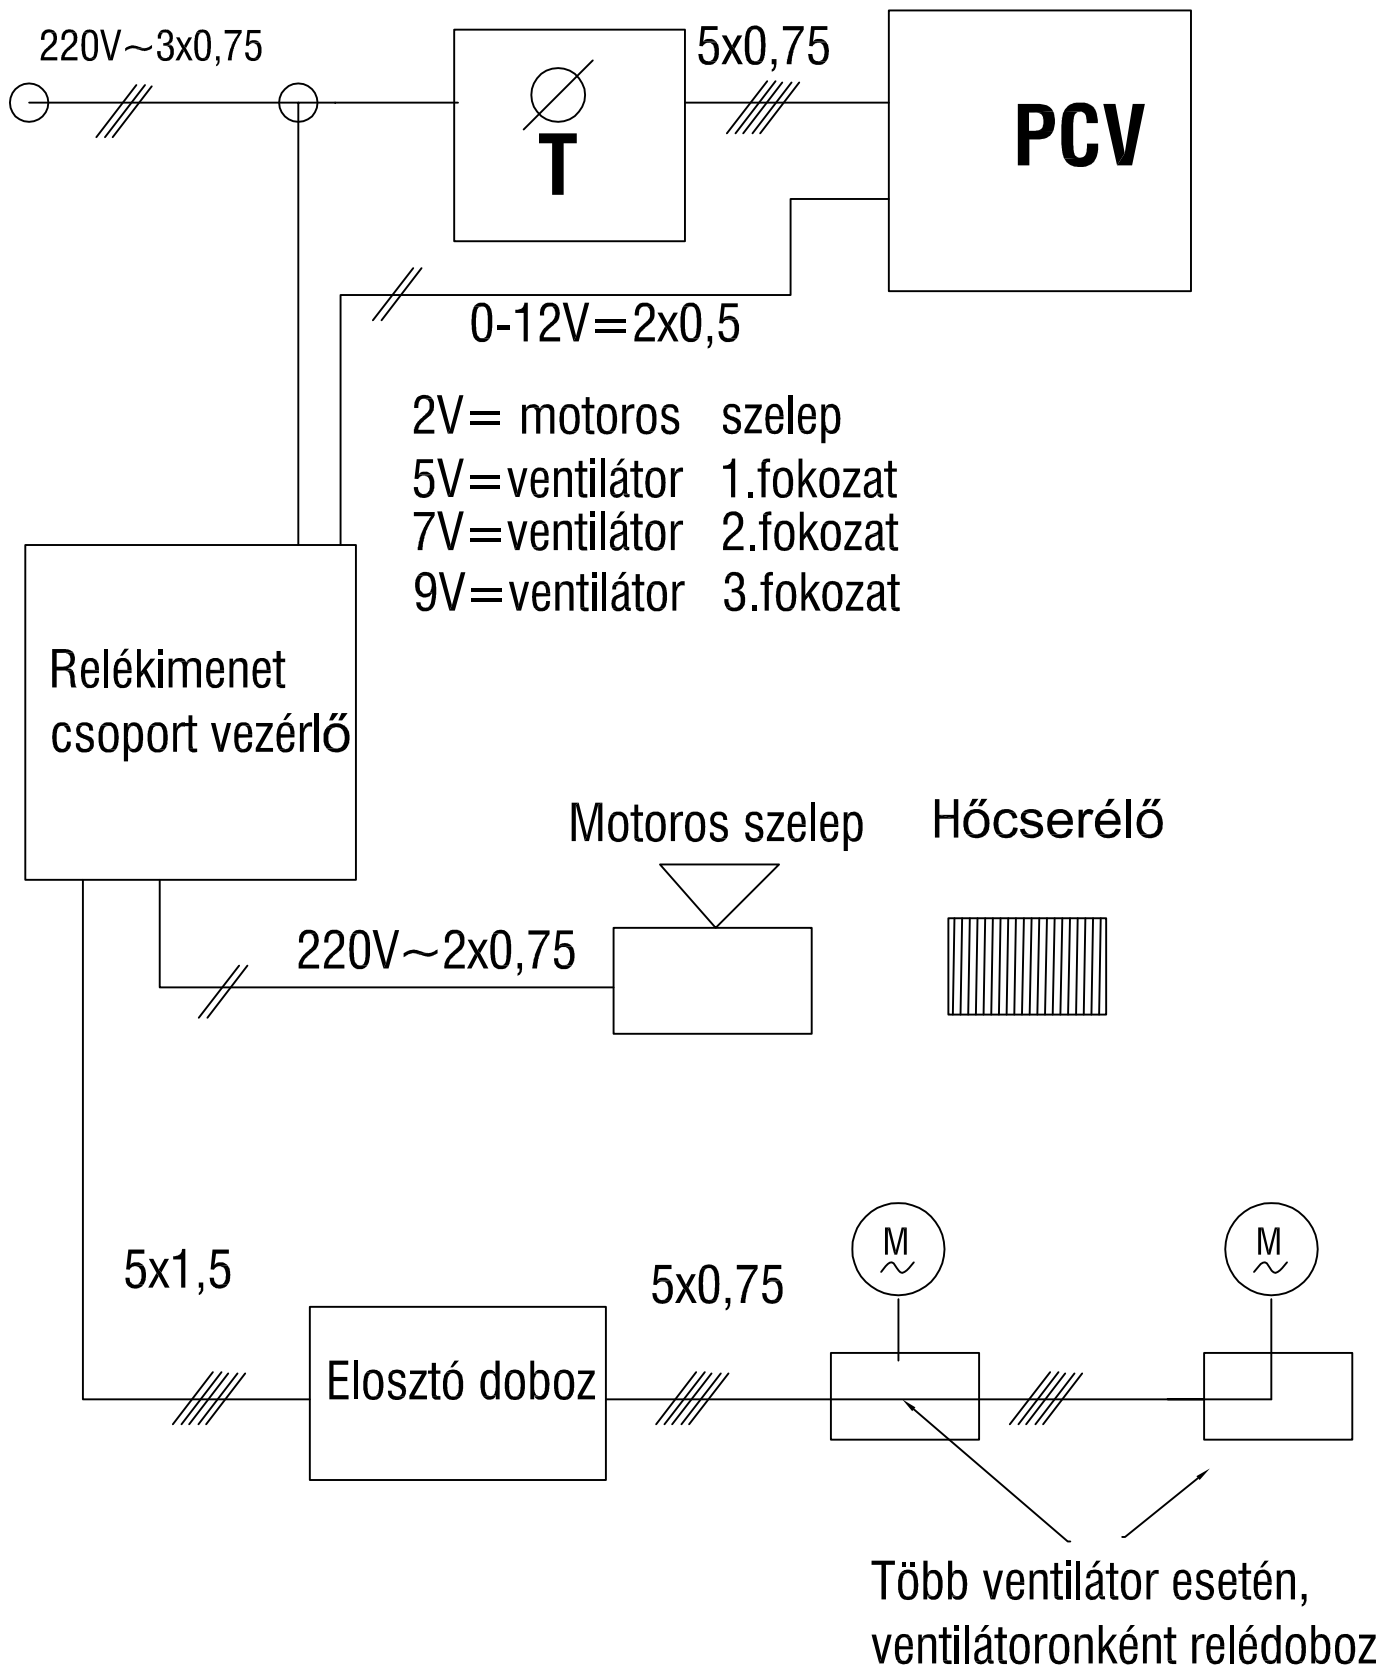 220V~3x0,75
5x0,75
T
PCV
0-12V=2x0,5
2V= motoros szelep
5V=ventilátor 1.fokozat
7V=ventilátor 2.fokozat
9V=ventilátor 3.fokozat
Relékimenet
csoport vezérlő
Motoros szelep
Hőcserélő
220V~2x0,75
5x1,5
Elosztó doboz
5x0,75
M
M
Több ventilátor esetén,
ventilátoronként relédoboz